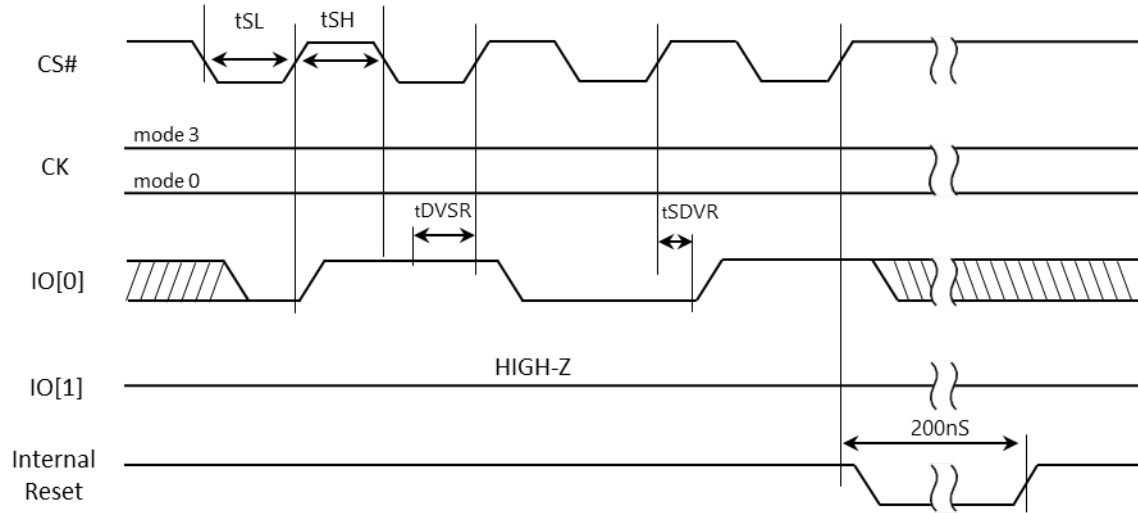 tSL
tSH
CS#
mode 3
CK
mode 0
tDVSR
tSDVR
IO[0]
HIGH-Z
IO[1]
200nS
Internal
Reset